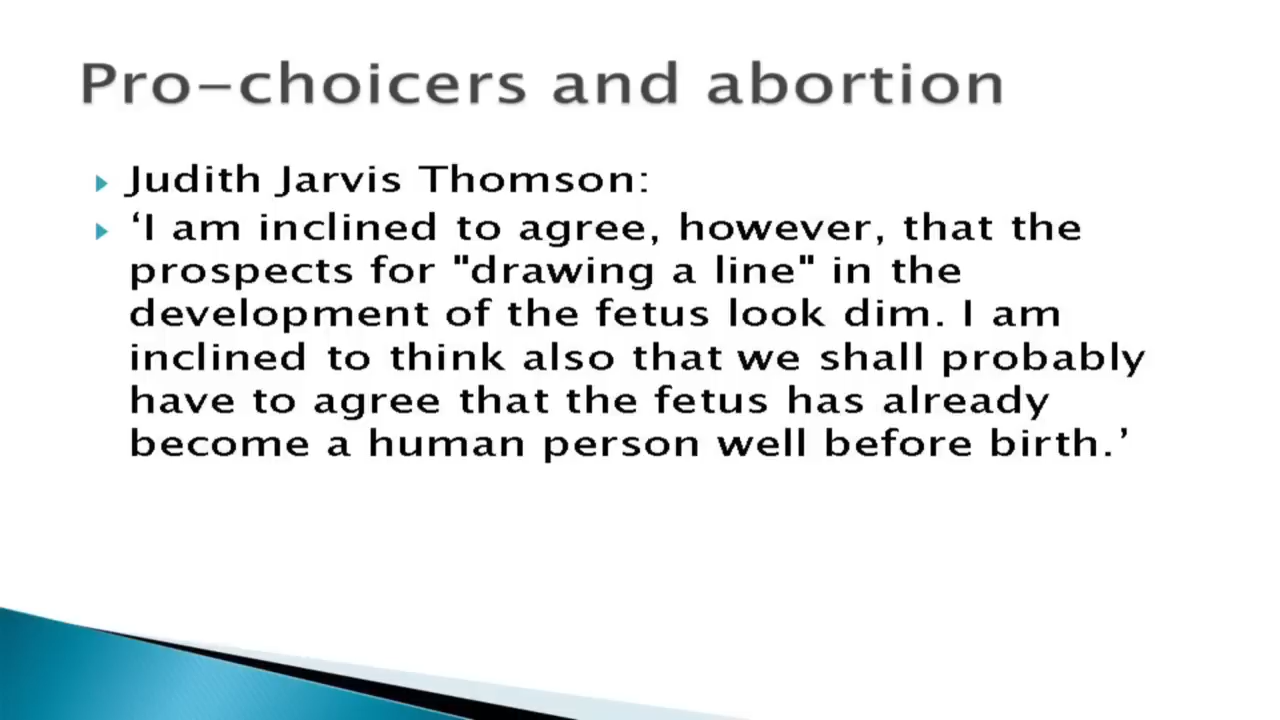 Pro-choicers and abortion
Judith Jarvis Thomson:
‘I am inclined to agree, however, that the
prospects for "drawing a line" in the
development of the fetus look dim. I am
inclined to think also that we shall probably
have to agree that the fetus has already
become a human person well before birth.’